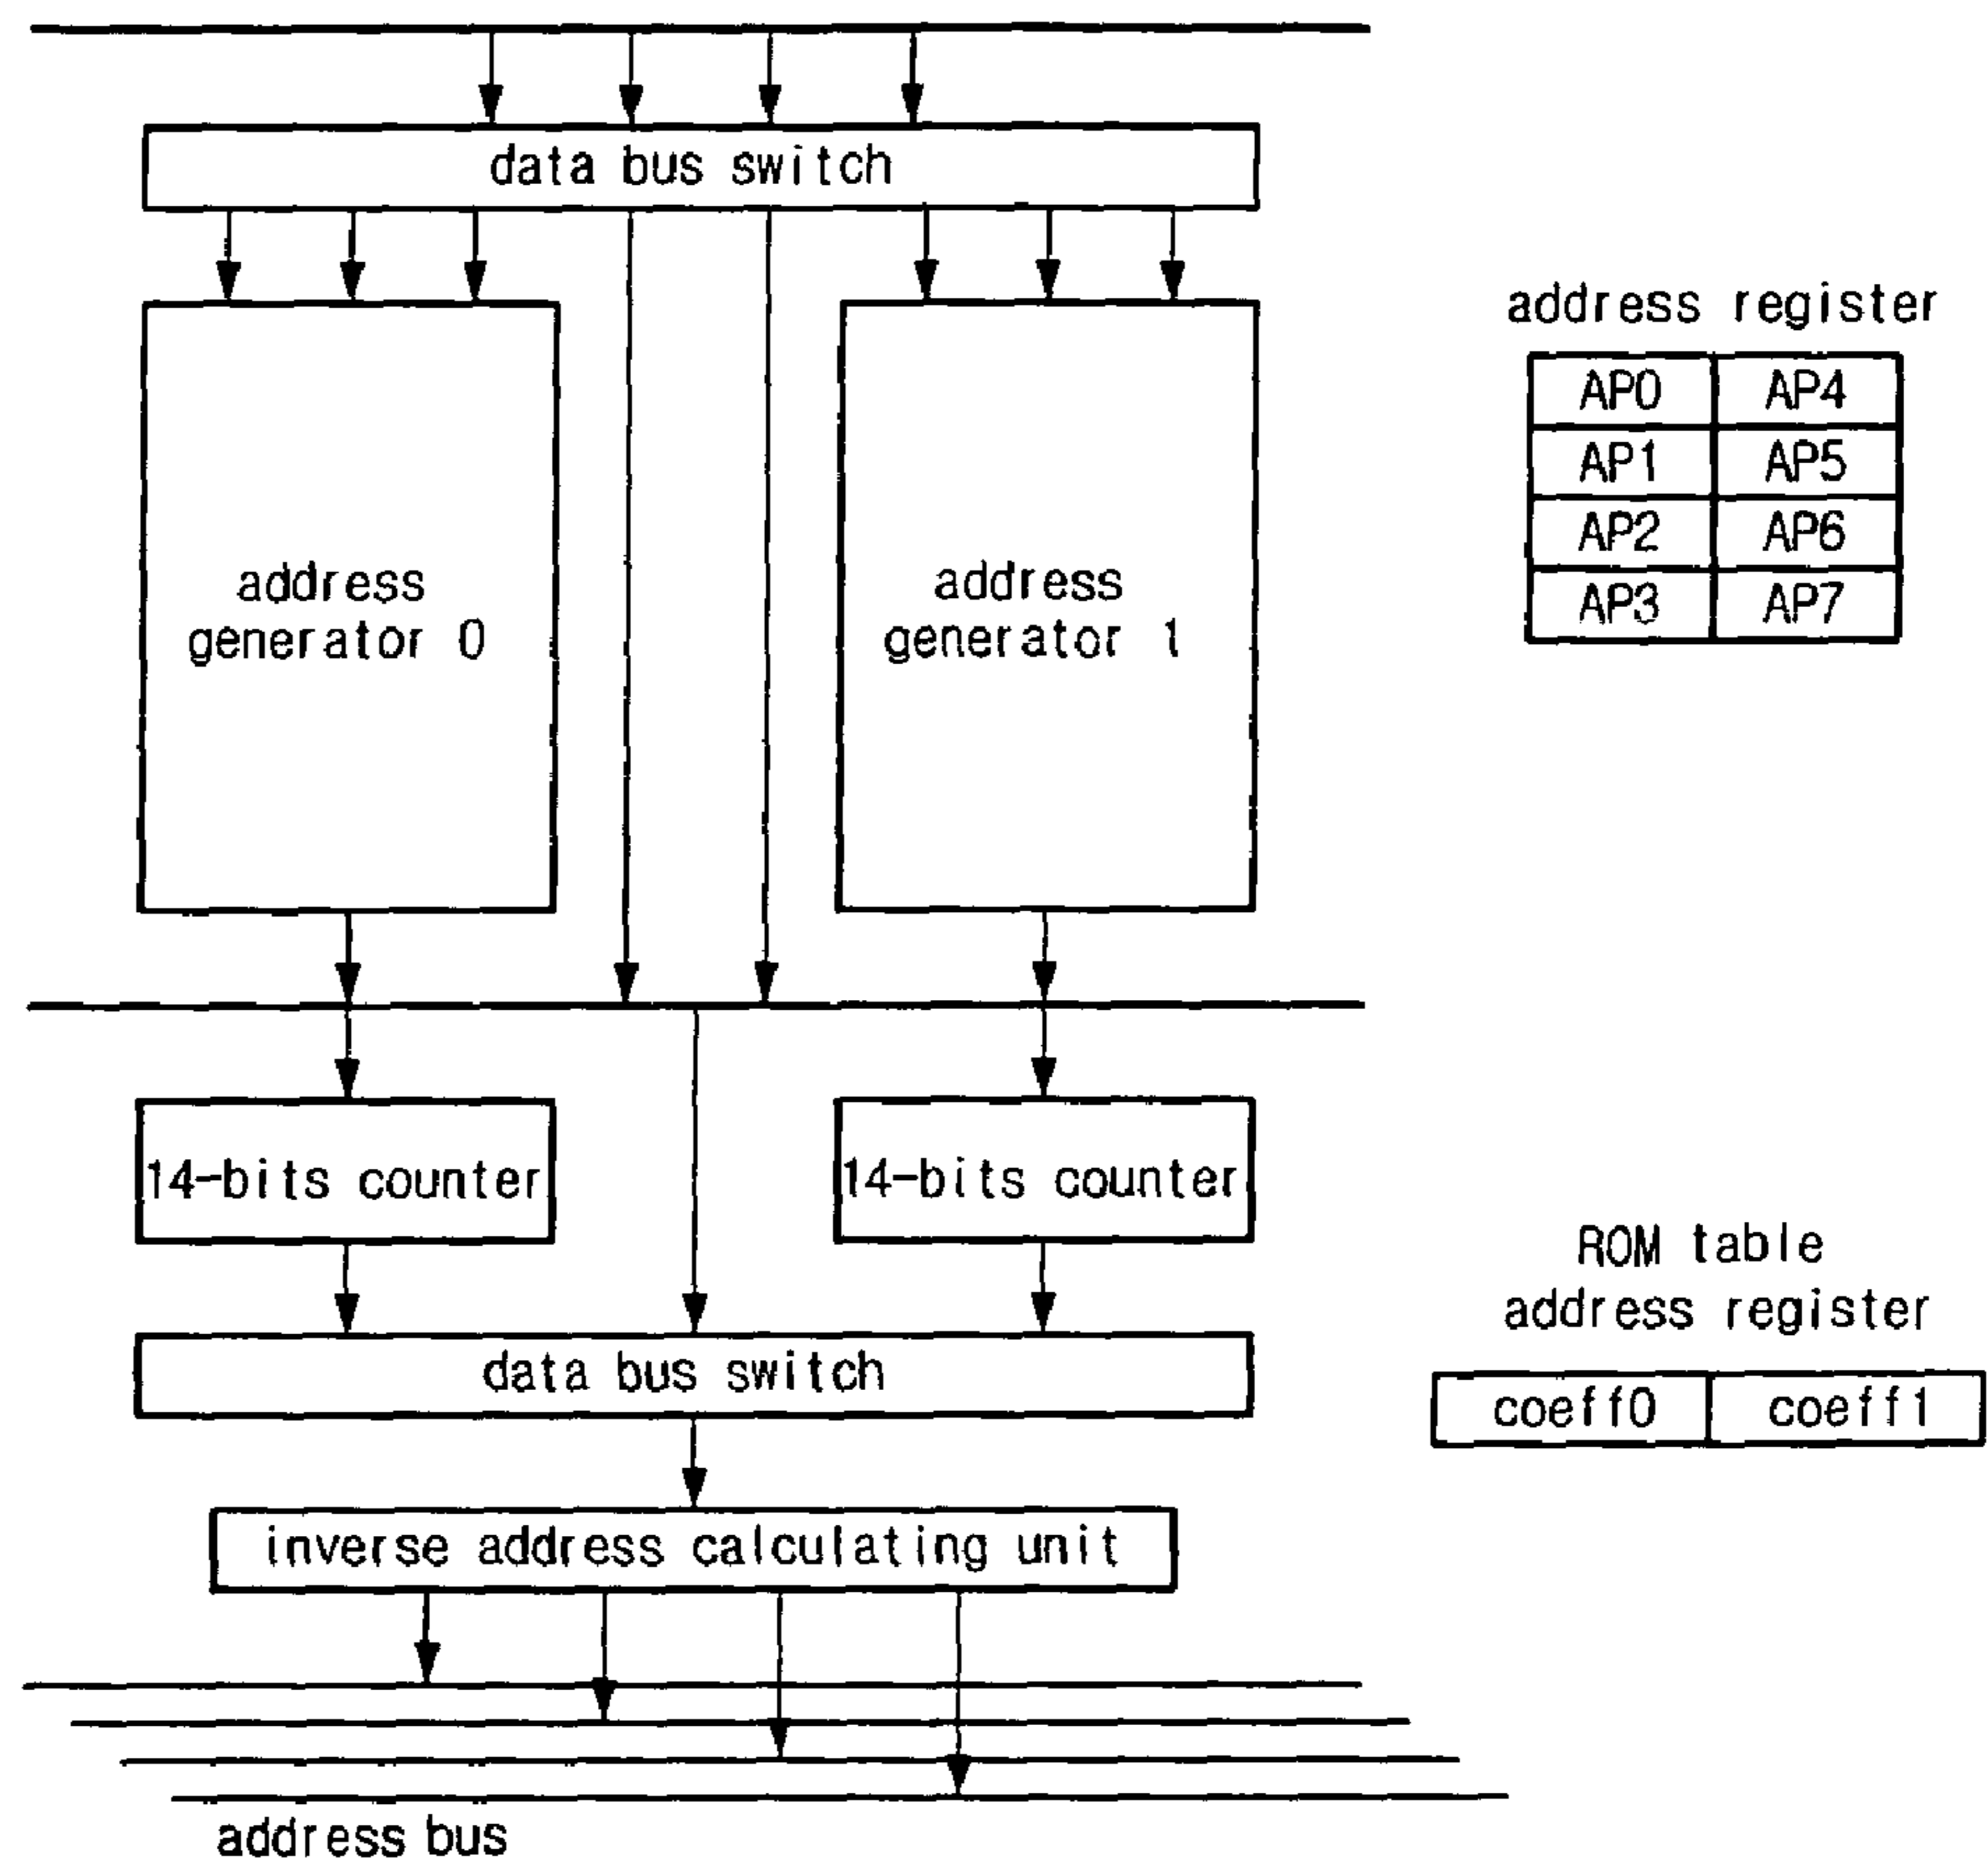 data bus switch
address
generator 0
address
generator 1
address register
AP0 AP4
AP1 AP5
AP2 AP6
AP3 AP7
14-bits counter
14-bits counter
ROM table
address register
data bus switch
coeff0 coeff1
inverse address calculating unit
address bus